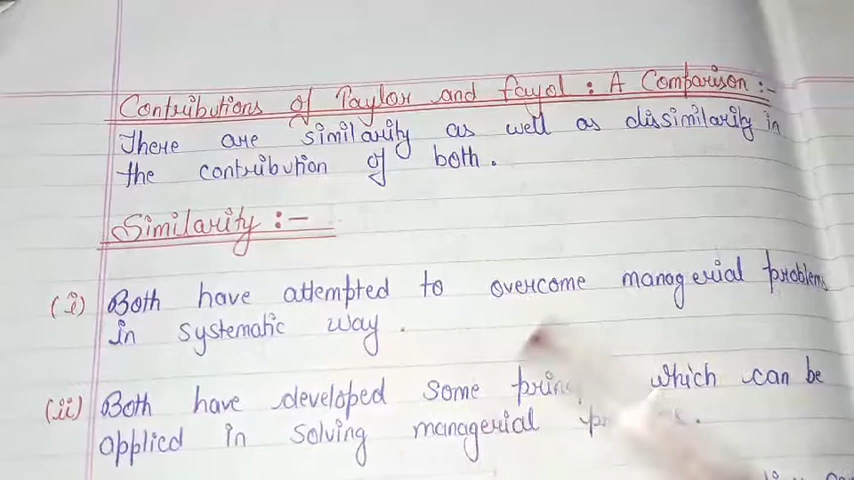 Contributions of Taylor and Fayol : A Comparison :-
There are similarity as well as dissimilarity in
the contribution of both.
Similarity :-
(i) Both have attempted to overcome managerial problems
in systematic way.
(ii) Both have developed some which can be
applied in solving managerial